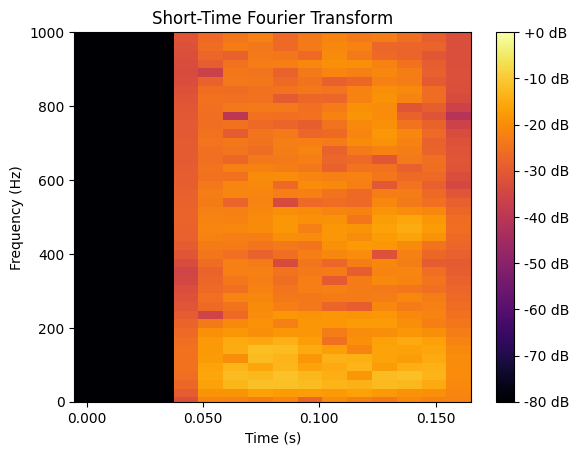 Short-Time Fourier Transform
1000
800
600
400
200
0
Frequency (Hz)
0.000
0.050
0.100
0.150
Time (s)
+0 dB
-10 dB
-20 dB
-30 dB
-40 dB
-50 dB
-60 dB
-70 dB
-80 dB